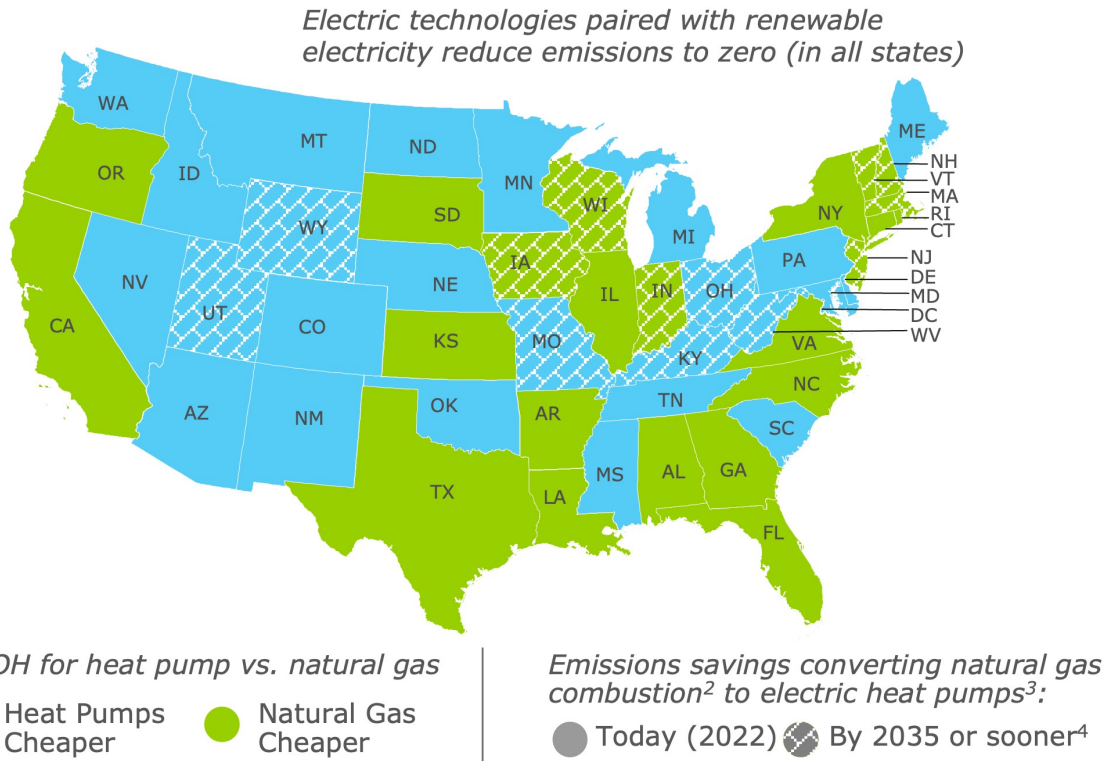 Electric technologies paired with renewable
electricity reduce emissions to zero (in all states)
WA
MT
ND
MN
ME
OR
ID
WY
SD
WI
MI
NY
NH
VT
MA
RI
CT
NV
UT
CO
NE
IA
IL
IN
OH
PA
NJ
DE
MD
DC
WV
CA
KS
MO
KY
VA
AZ
NM
OK
AR
TN
NC
SC
TX
LA
MS
AL
GA
FL
OH for heat pump vs. natural gas
Heat Pumps
Cheaper
Natural Gas
Cheaper
Emissions savings converting natural gas
combustion² to electric heat pumps³:
Today (2022)
By 2035 or sooner⁴